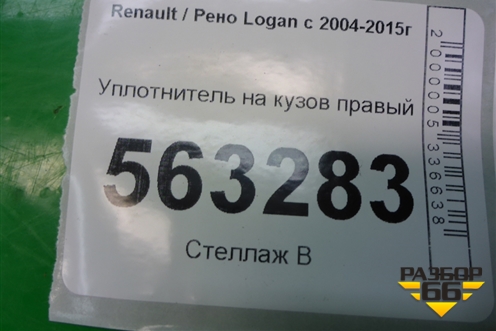 Renault / Рено Logan с 2004-2015г
Уплотнитель на кузов правый
563283
Стеллаж В
2000005336638
РАЗБОР
66